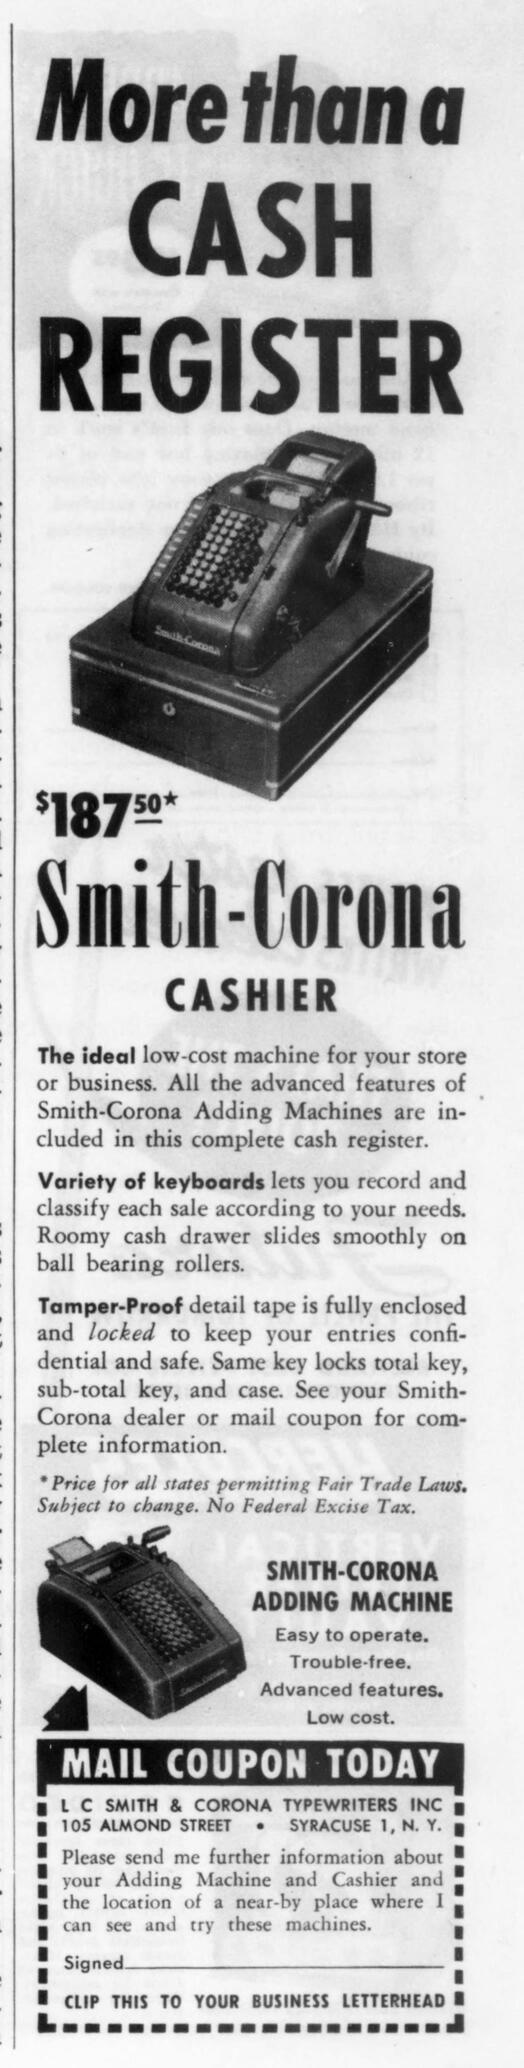 More than a
CASH
REGISTER
Smith-Corona
$187 50*
Smith-Corona
CASHIER
The ideal low-cost machine for your store
or business. All the advanced features of
Smith-Corona Adding Machines are in-
cluded in this complete cash register.
Variety of keyboards lets you record and
classify each sale according to your needs.
Roomy cash drawer slides smoothly on
ball bearing rollers.
Tamper-Proof detail tape is fully enclosed
and locked to keep your entries confi-
dential and safe. Same key locks total key,
sub-total key, and case. See your Smith-
Corona dealer or mail coupon for com-
plete information.
*Price for all states permitting Fair Trade Laws.
Subject to change. No Federal Excise Tax.
SMITH-CORONA
ADDING MACHINE
Easy to operate.
Trouble-free.
Advanced features.
Low cost.
MAIL COUPON TODAY
L C SMITH & CORONA TYPEWRITERS INC
105 ALMOND STREET • SYRACUSE 1, N. Y.
Please send me further information about
your Adding Machine and Cashier and
the location of a near-by place where I
can see and try these machines.
Signed
CLIP THIS TO YOUR BUSINESS LETTERHEAD